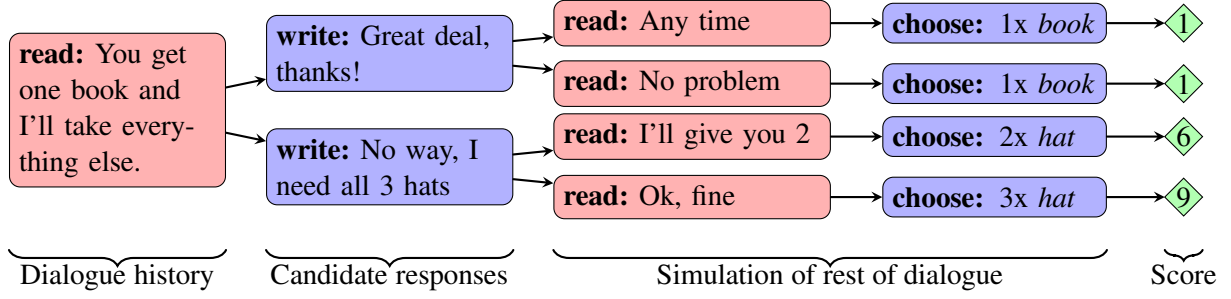 read: You get
one book and
I'll take every-
thing else.
write: Great deal,
thanks!
write: No way, I
need all 3 hats
read: Any time
choose: 1x book
1
read: No problem
choose: 1x book
1
read: I'll give you 2
choose: 2x hat
6
read: Ok, fine
choose: 3x hat
9
Dialogue history
Candidate responses
Simulation of rest of dialogue
Score